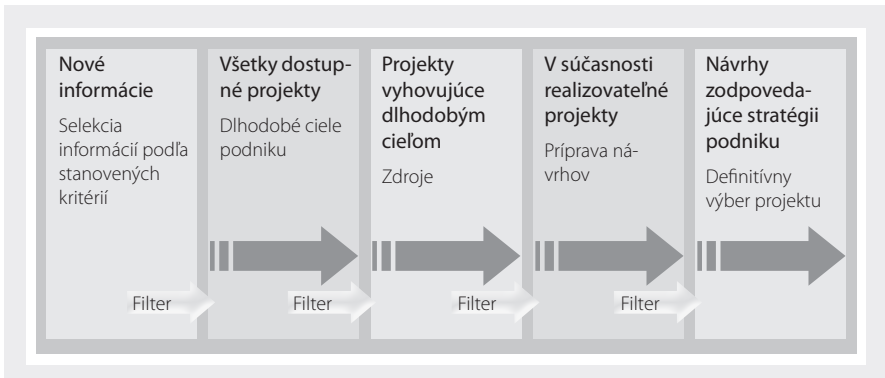 Nové
informácie
Selekcia
informácií podľa
stanovených
kritérií
Všetky dostup-
né projekty
Dlhodobé ciele
podniku
Projekty
vyhovujúce
dlhodobým
cieľom
Zdroje
V súčasnosti
realizovateľné
projekty
Príprava ná-
vrhov
Návrhy
zodpoveda-
júce stratégii
podniku
Definitívny
výber projektu
Filter
Filter
Filter
Filter